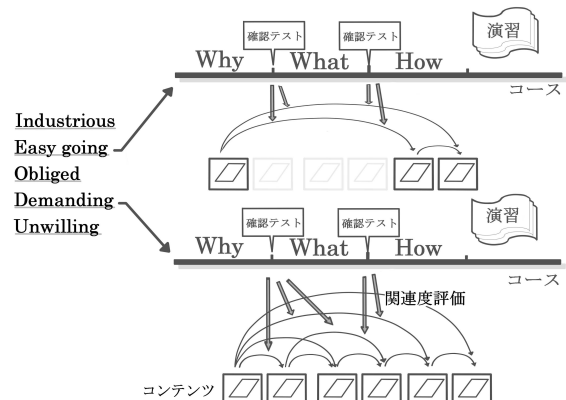 確認テスト
確認テスト
演習
Why
What
How
コース
Industrious
Easy going
Obliged
Demanding
Unwilling
確認テスト
確認テスト
演習
Why
What
How
コース
関連度評価
コンテンツ